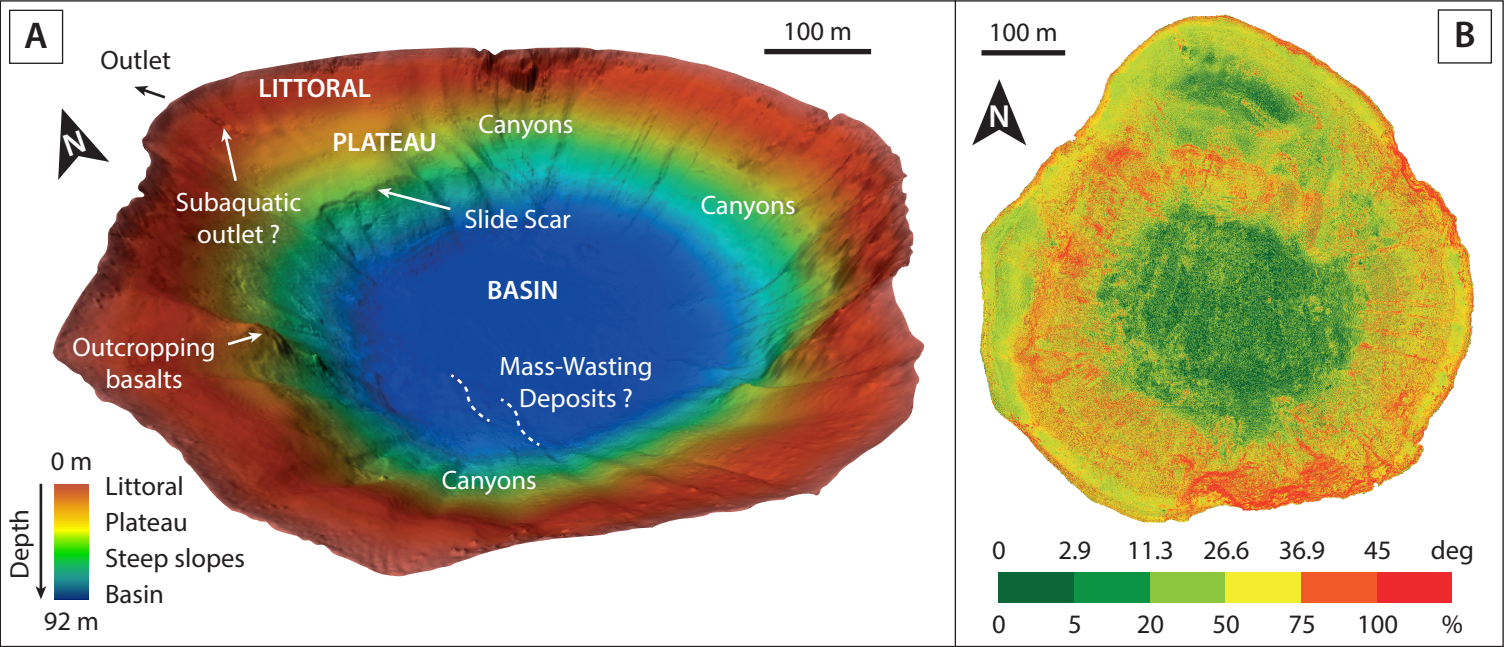 A
Outlet
100 m
LITTORAL
N
PLATEAU
Canyons
Subaquatic
outlet ?
Slide Scar
Canyons
BASIN
Outcropping
basalts
Mass-Wasting
Deposits ?
Canyons
0 m
Depth
Littoral
Plateau
Steep slopes
Basin
92 m
100 m
B
N
0 2.9 11.3 26.6 36.9 45 deg
0 5 20 50 75 100 %